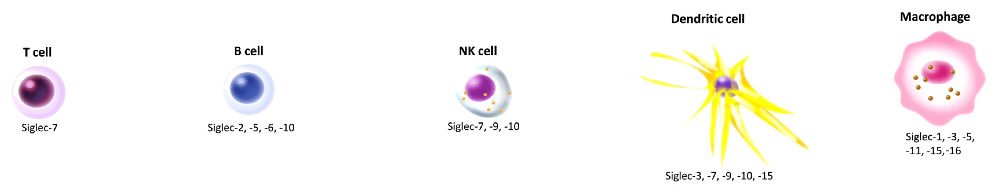 T cell
Siglec-7
B cell
Siglec-2, -5, -6, -10
NK cell
Siglec-7, -9, -10
Dendritic cell
Siglec-3, -7, -9, -10, -15
Macrophage
Siglec-1, -3, -5,
-11, -15,-16